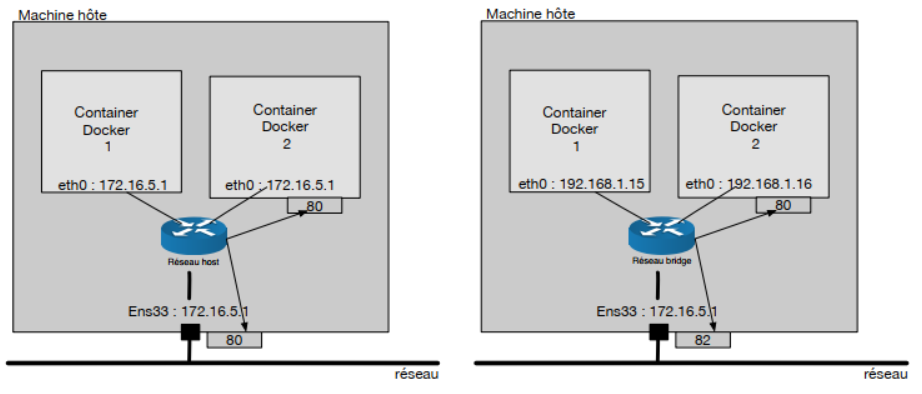 Machine hôte
Container
Docker
1
eth0 : 172.16.5.1
Container
Docker
2
eth0 : 172.16.5.1
80
Réseau host
Ens33 : 172.16.5.1
80
réseau
Machine hôte
Container
Docker
1
eth0 : 192.168.1.15
Container
Docker
2
eth0 : 192.168.1.16
80
Réseau bridge
Ens33 : 172.16.5.1
82
réseau